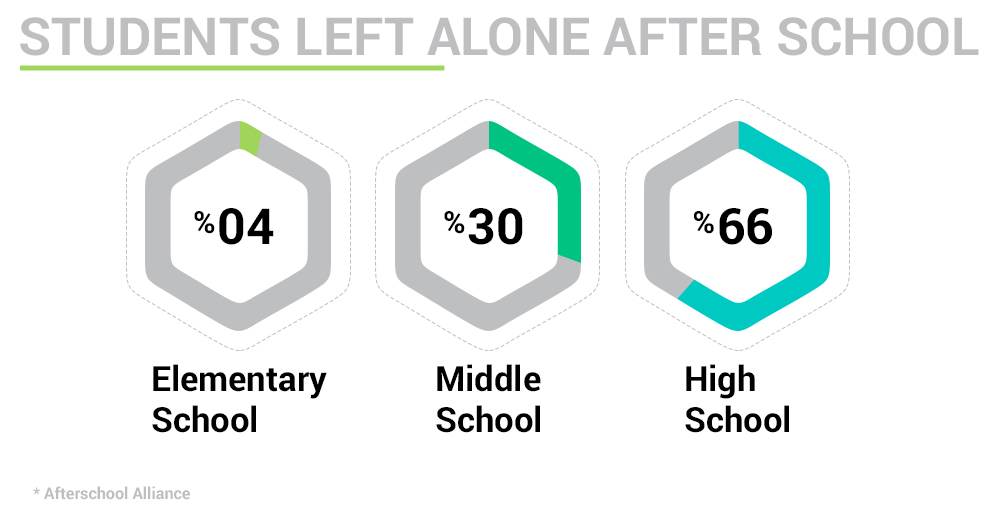 STUDENTS LEFT ALONE AFTER SCHOOL
%04
%30
%66
Elementary
School
Middle
School
High
School
* Afterschool Alliance